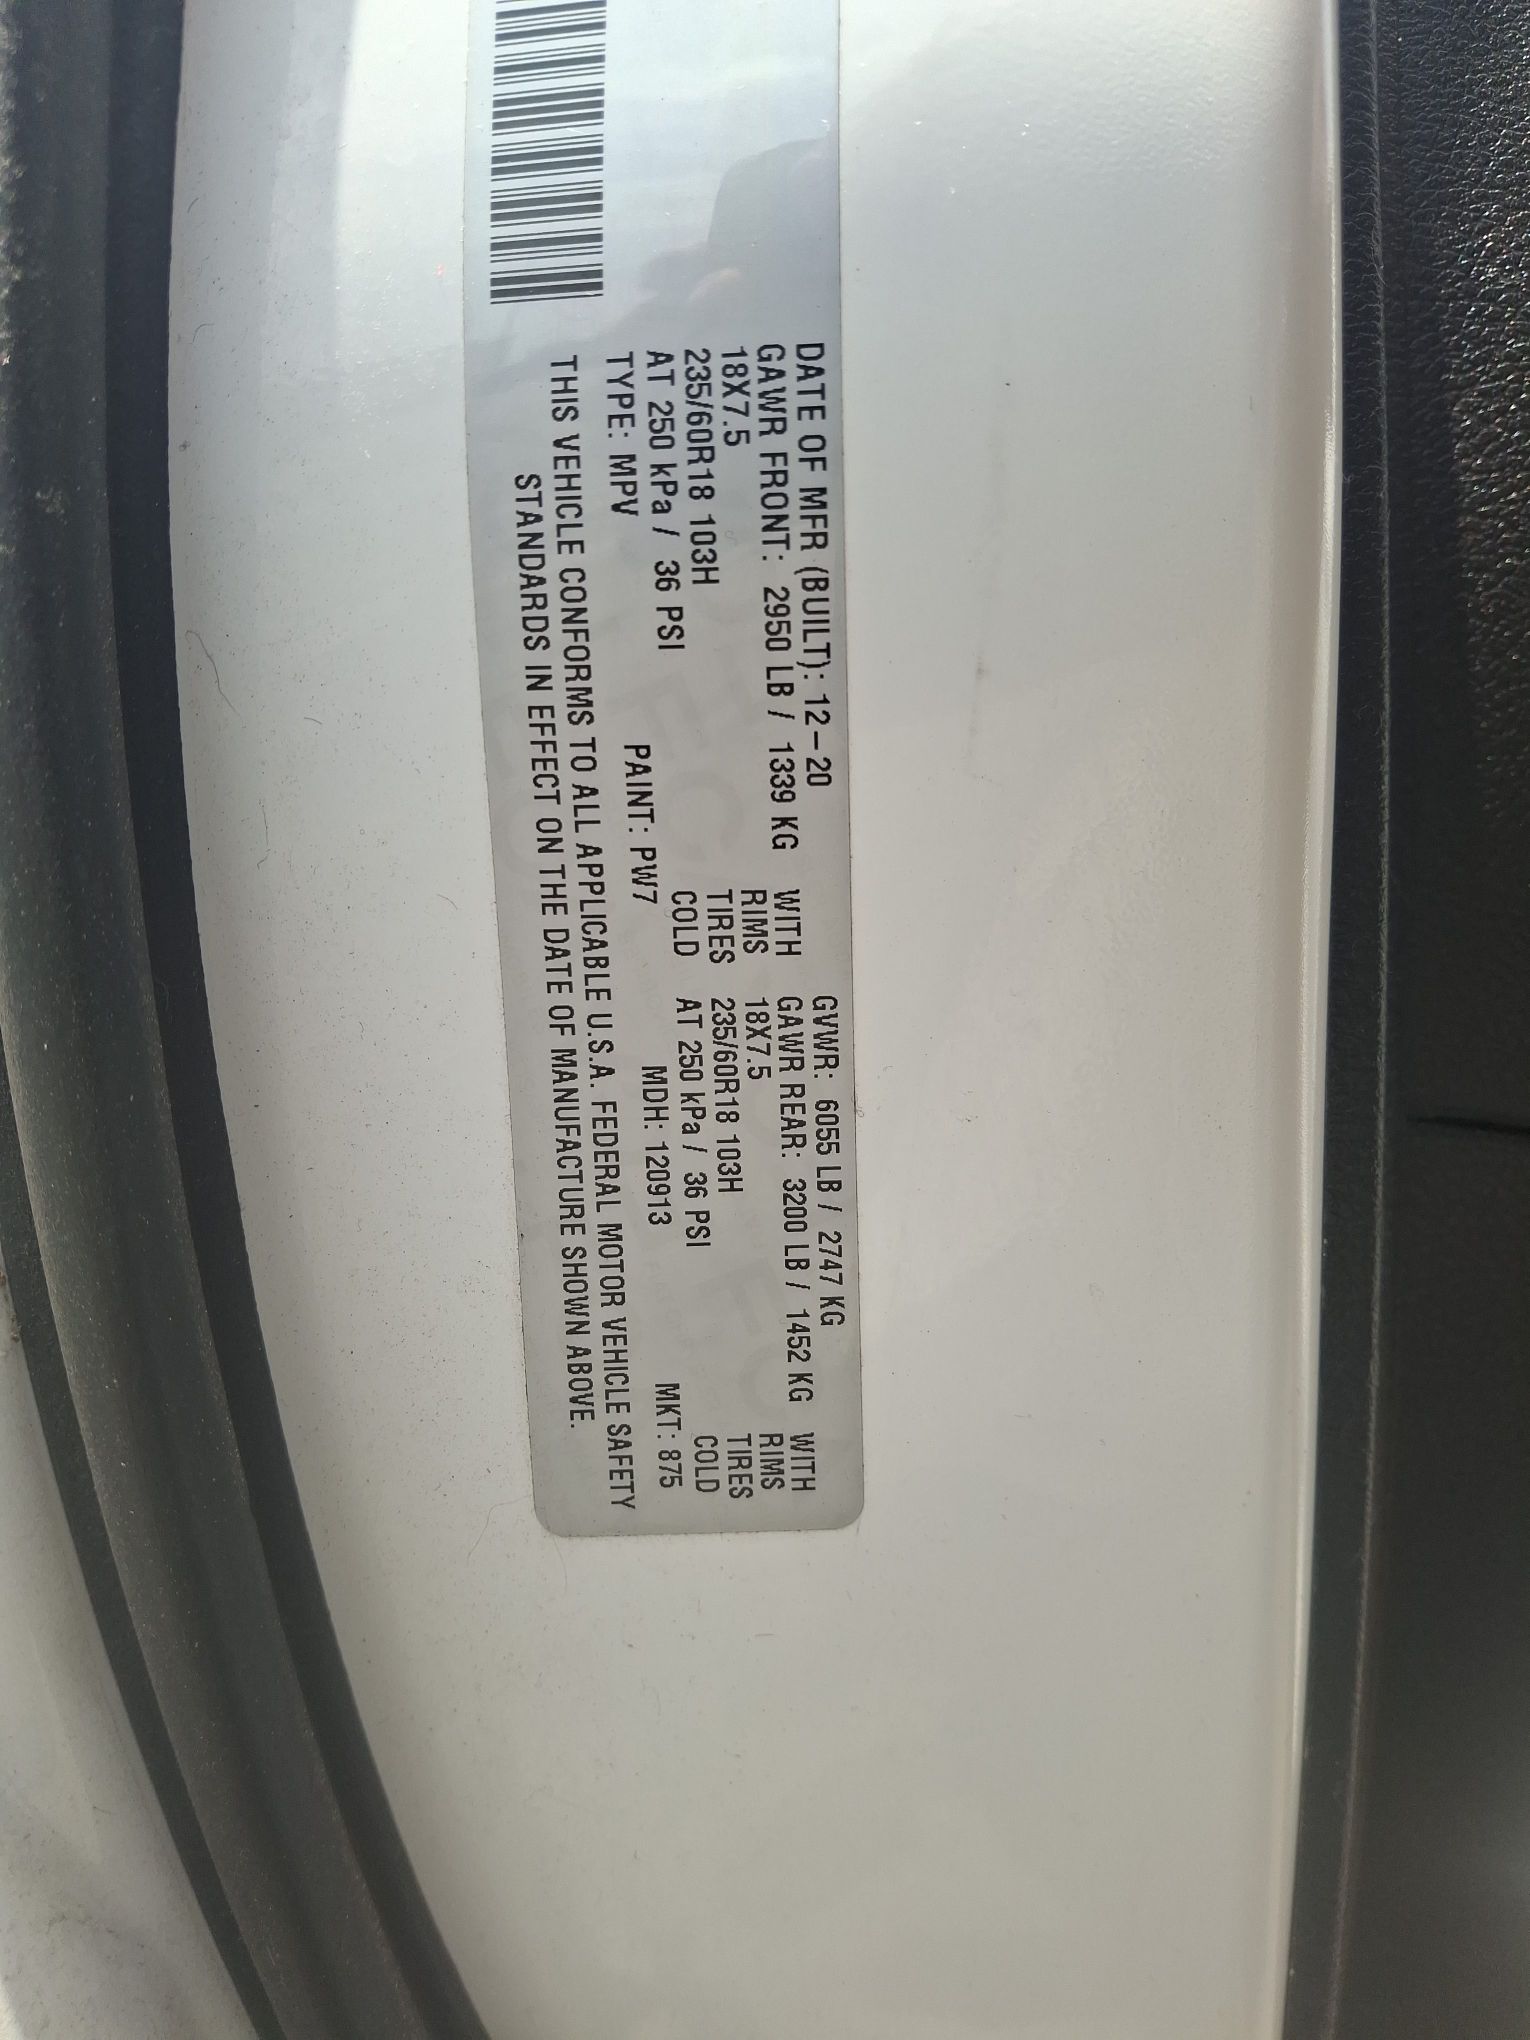 DATE OF MFR (BUILT): 12-20 GVWR: 6055 LB / 2747 KG
GAWR FRONT: 2950 LB / 1339 KG WITH GAWR REAR: 3200 LB / 1452 KG WITH
18X7.5 RIMS 18X7.5 RIMS
235/60R18 103H TIRES 235/60R18 103H TIRES
AT 250 kPa / 36 PSI COLD AT 250 kPa / 36 PSI COLD
TYPE: MPV PAINT: PW7 MDH: 120913 MKT: 875
THIS VEHICLE CONFORMS TO ALL APPLICABLE U.S.A. FEDERAL MOTOR VEHICLE SAFETY
STANDARDS IN EFFECT ON THE DATE OF MANUFACTURE SHOWN ABOVE.